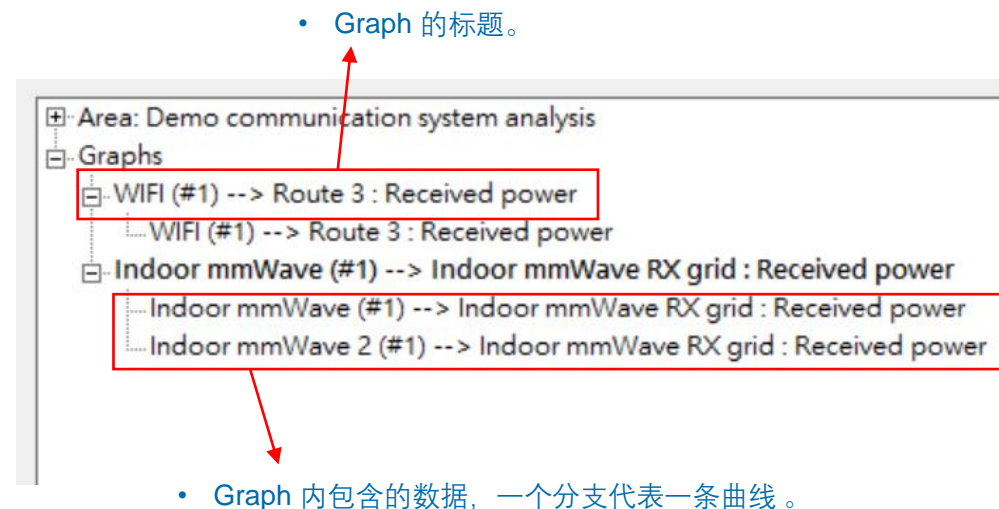 • Graph 的标题。
Area: Demo communication system analysis
Graphs
WIFI (#1) --> Route 3 : Received power
WIFI (#1) --> Route 3 : Received power
Indoor mmWave (#1) --> Indoor mmWave RX grid : Received power
Indoor mmWave (#1) --> Indoor mmWave RX grid : Received power
Indoor mmWave 2 (#1) --> Indoor mmWave RX grid : Received power
• Graph 内包含的数据，一个分支代表一条曲线 。